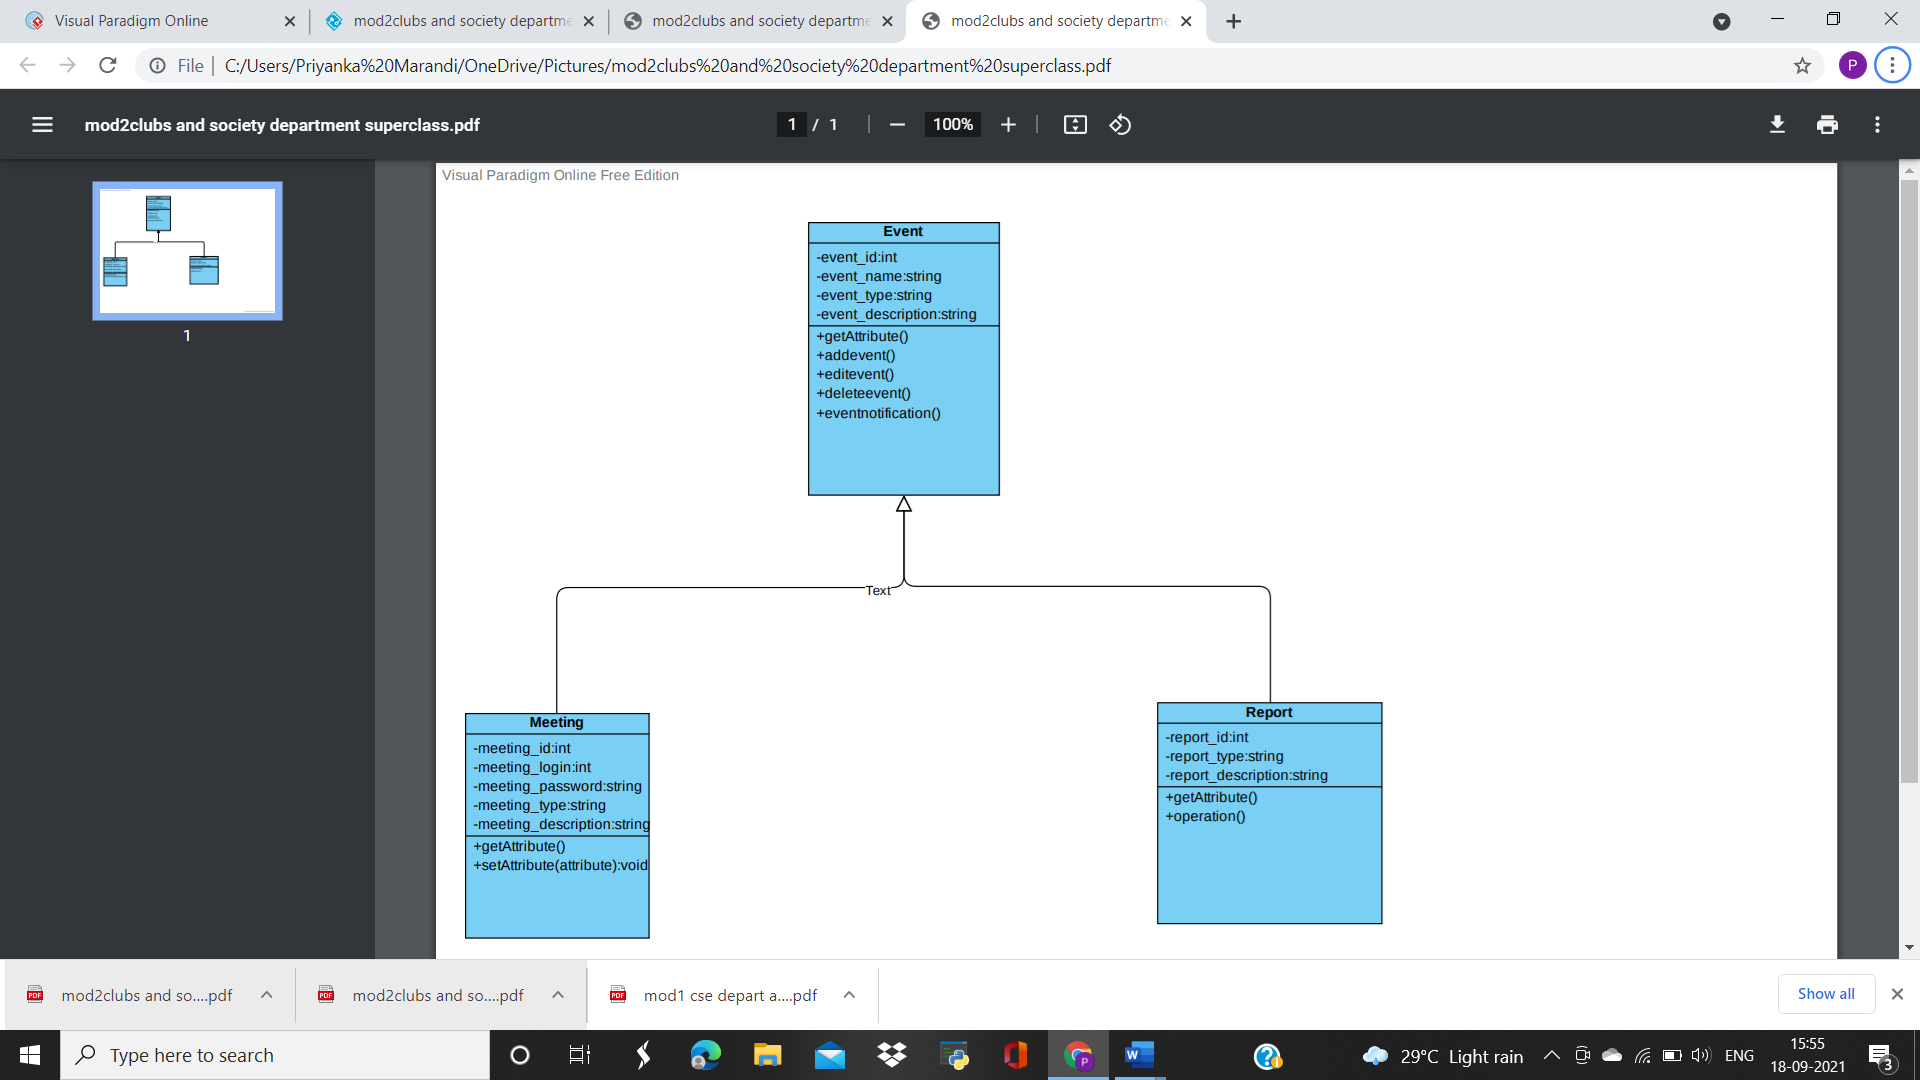 Visual Paradigm Online
mod2clubs and society departme
mod2clubs and society departme
mod2clubs and society departme
File
C:/Users/Priyanka%20Marandi/OneDrive/Pictures/mod2clubs%20and%20society%20department%20superclass.pdf
P
mod2clubs and society department superclass.pdf
1 / 1
100%
1
Visual Paradigm Online Free Edition
Event
-event_id:int
-event_name:string
-event_type:string
-event_description:string
+getAttribute()
+addevent()
+editevent()
+deleteevent()
+eventnotification()
Text
Meeting
-meeting_id:int
-meeting_login:int
-meeting_password:string
-meeting_type:string
-meeting_description:string
+getAttribute()
+setAttribute(attribute):void
Report
-report_id:int
-report_type:string
-report_description:string
+getAttribute()
+operation()
PDF
mod2clubs and so....pdf
PDF
mod2clubs and so....pdf
PDF
mod1 cse depart a....pdf
Show all
Type here to search
P
W
29°C Light rain
ENG
15:55
18-09-2021
3